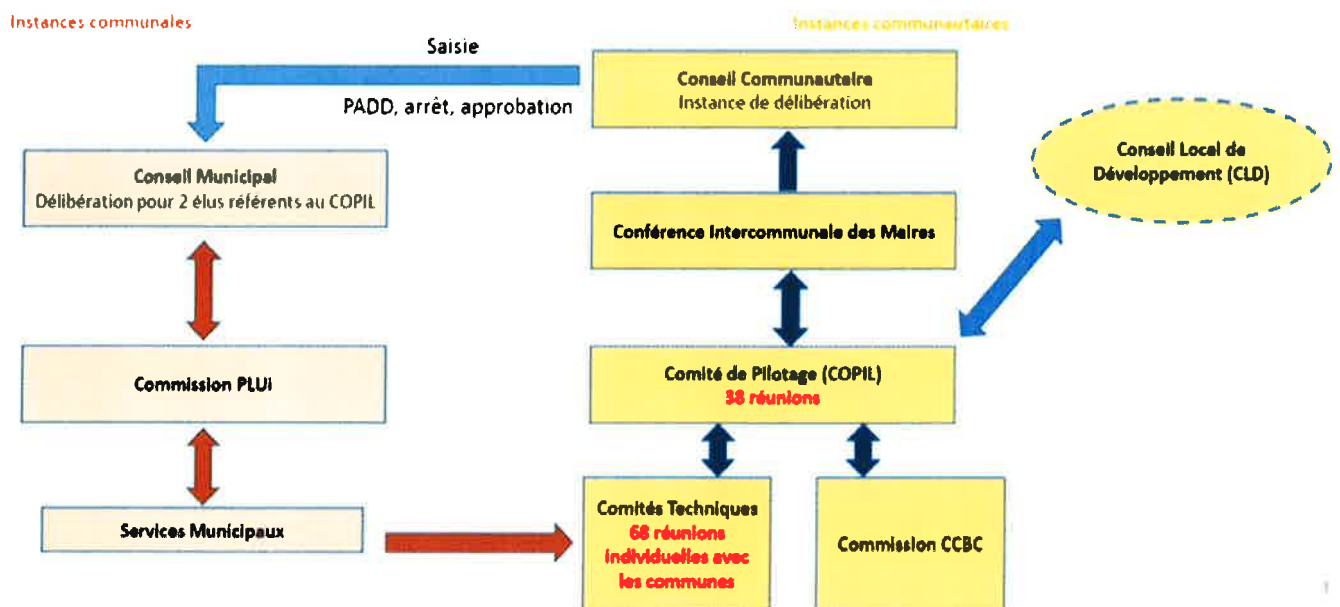 Instances communales
Instances communautaires
Saisie
PADD, arrêt, approbation
Conseil Communautaire
Instance de délibération
Conseil Local de
Développement (CLD)
Conseil Municipal
Délibération pour 2 élus référents au COPIL
Conférence Intercommunale des Maires
Commission PLUi
Comité de Pilotage (COPIL)
38 réunions
Services Municipaux
Comités Techniques
68 réunions
individuelles avec
les communes
Commission CCBC